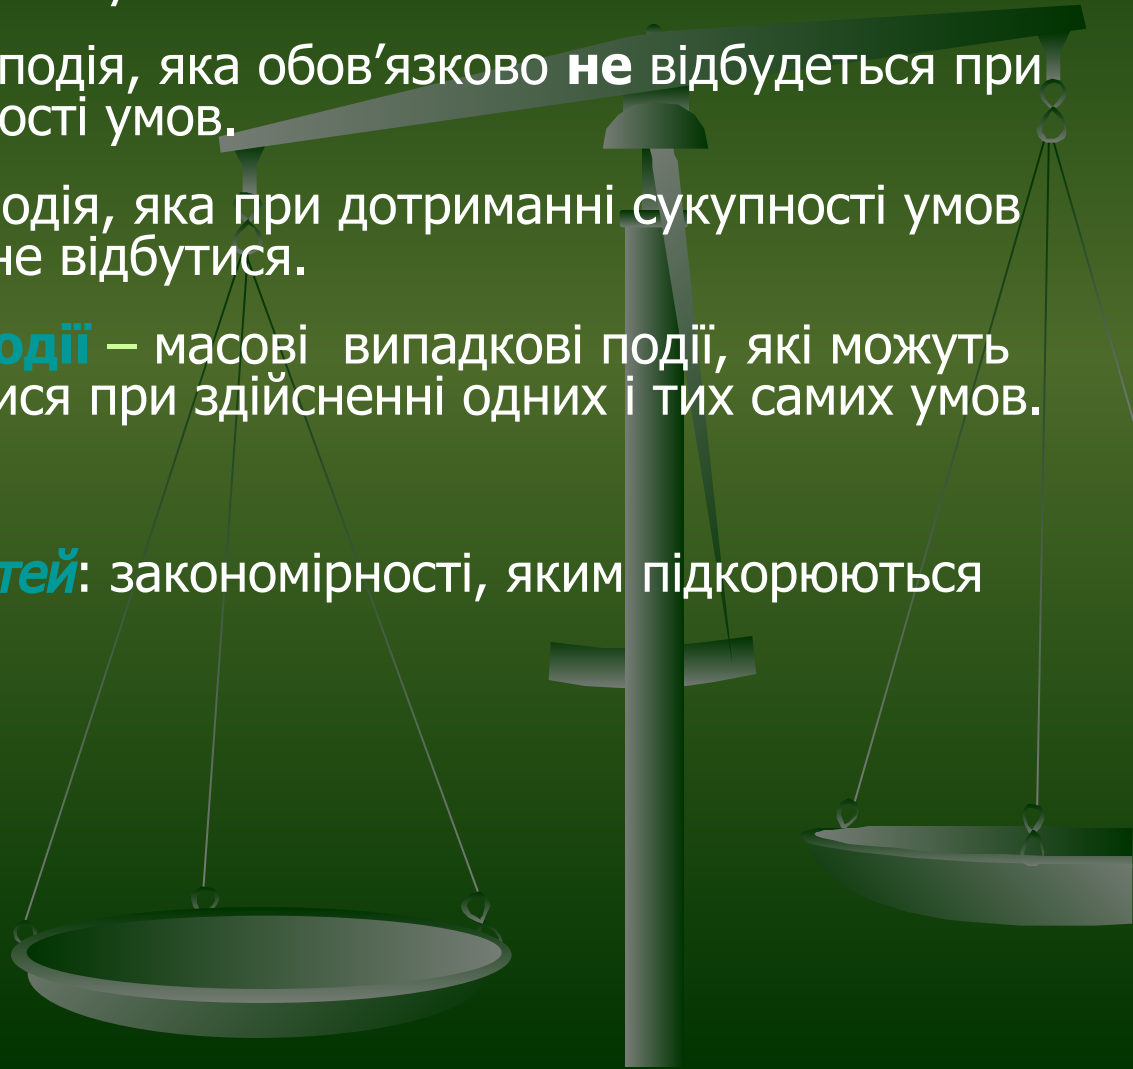 подія, яка обов’язково не відбудеться при
ості умов.
одія, яка при дотриманні сукупності умов
не відбутися.
одії – масові випадкові події, які можуть
ися при здійсненні одних і тих самих умов.
тей: закономірності, яким підкорюються